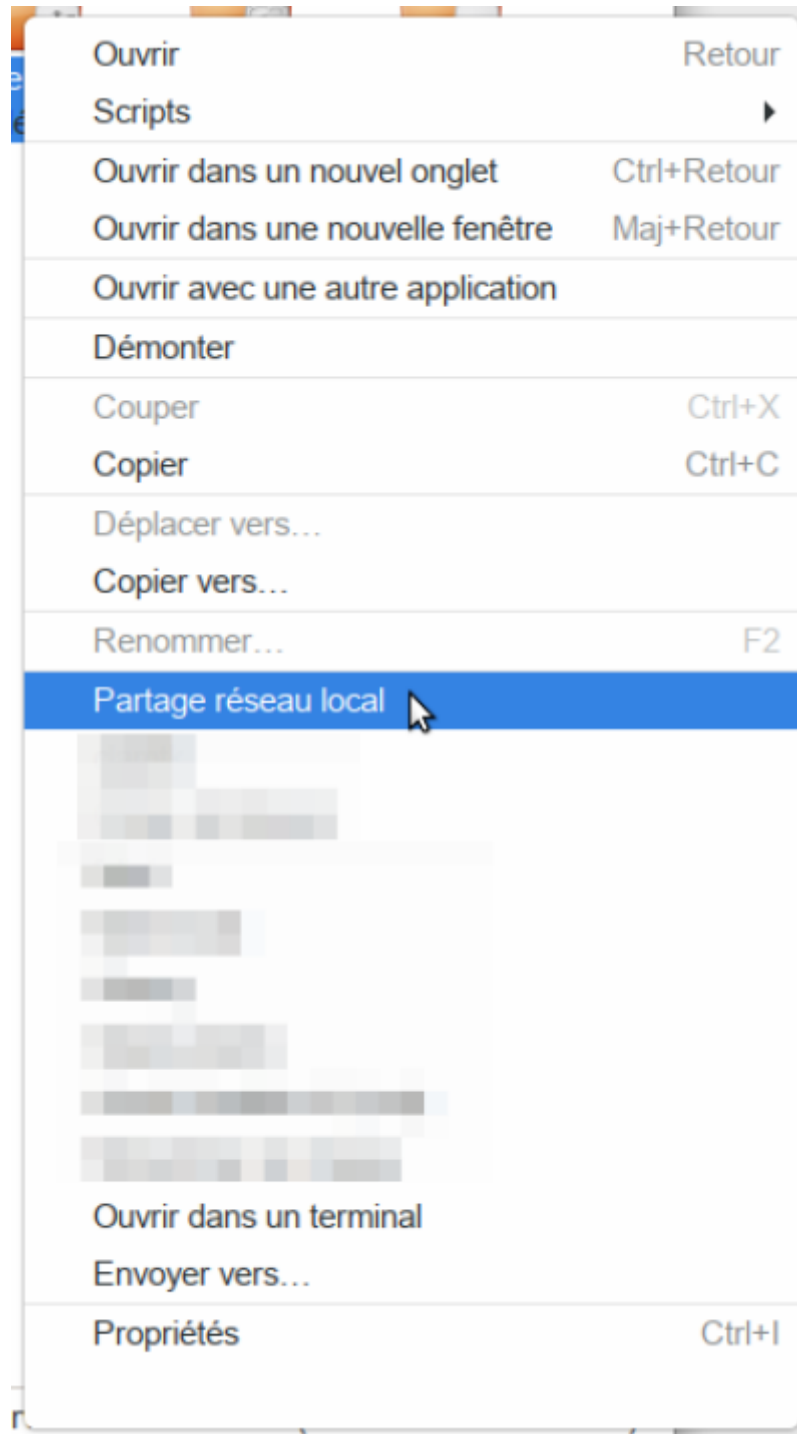 Ouvrir Retour
Scripts
Ouvrir dans un nouvel onglet Ctrl+Retour
Ouvrir dans une nouvelle fenêtre Maj+Retour
Ouvrir avec une autre application
Démonter
Couper Ctrl+X
Copier Ctrl+C
Déplacer vers…
Copier vers…
Renommer… F2
Partage réseau local
Ouvrir dans un terminal
Envoyer vers…
Propriétés Ctrl+I